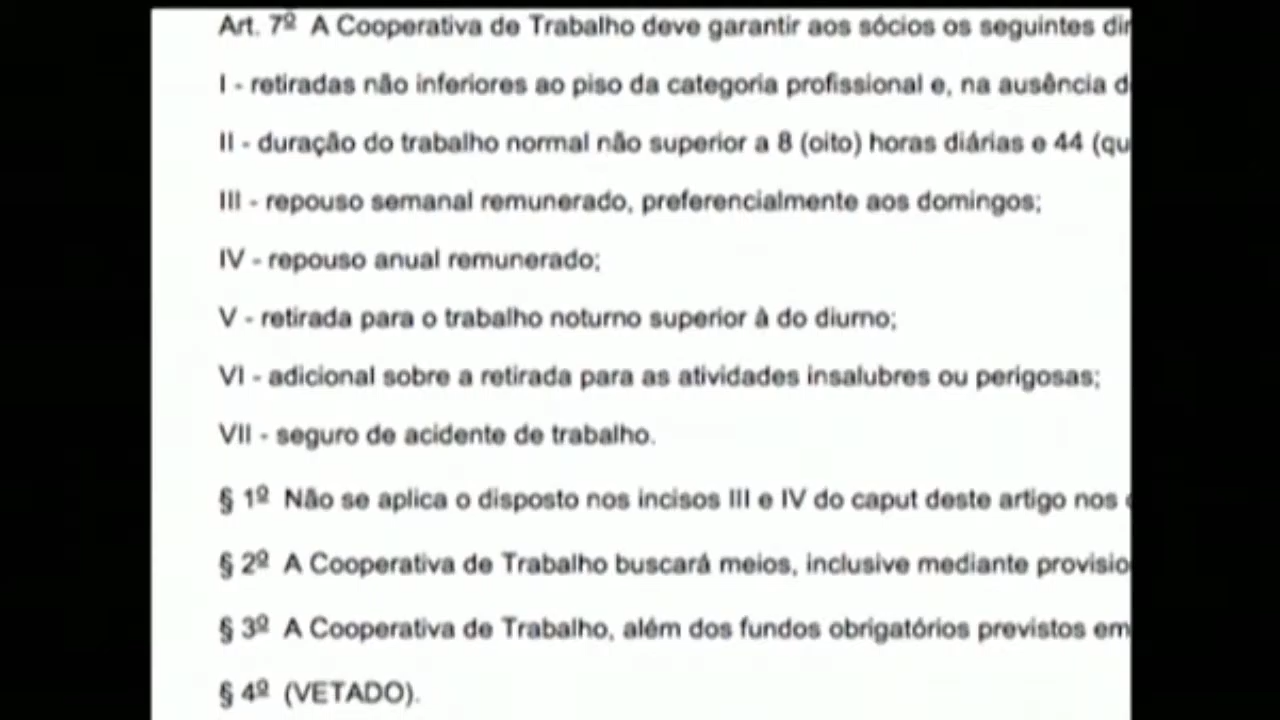 Art. 7º A Cooperativa de Trabalho deve garantir aos sócios os seguintes
I - retiradas não inferiores ao piso da categoria profissional e, na ausência
II - duração do trabalho normal não superior a 8 (oito) horas diárias e 44
III - repouso semanal remunerado, preferencialmente aos domingos;
IV - repouso anual remunerado;
V - retirada para o trabalho noturno superior à do diurno;
VI - adicional sobre a retirada para as atividades insalubres ou perigosas;
VII - seguro de acidente de trabalho.
§ 1º Não se aplica o disposto nos incisos III e IV do caput deste artigo nos
§ 2º A Cooperativa de Trabalho buscará meios, inclusive mediante
§ 3º A Cooperativa de Trabalho, além dos fundos obrigatórios previstos em
§ 4º (VETADO).